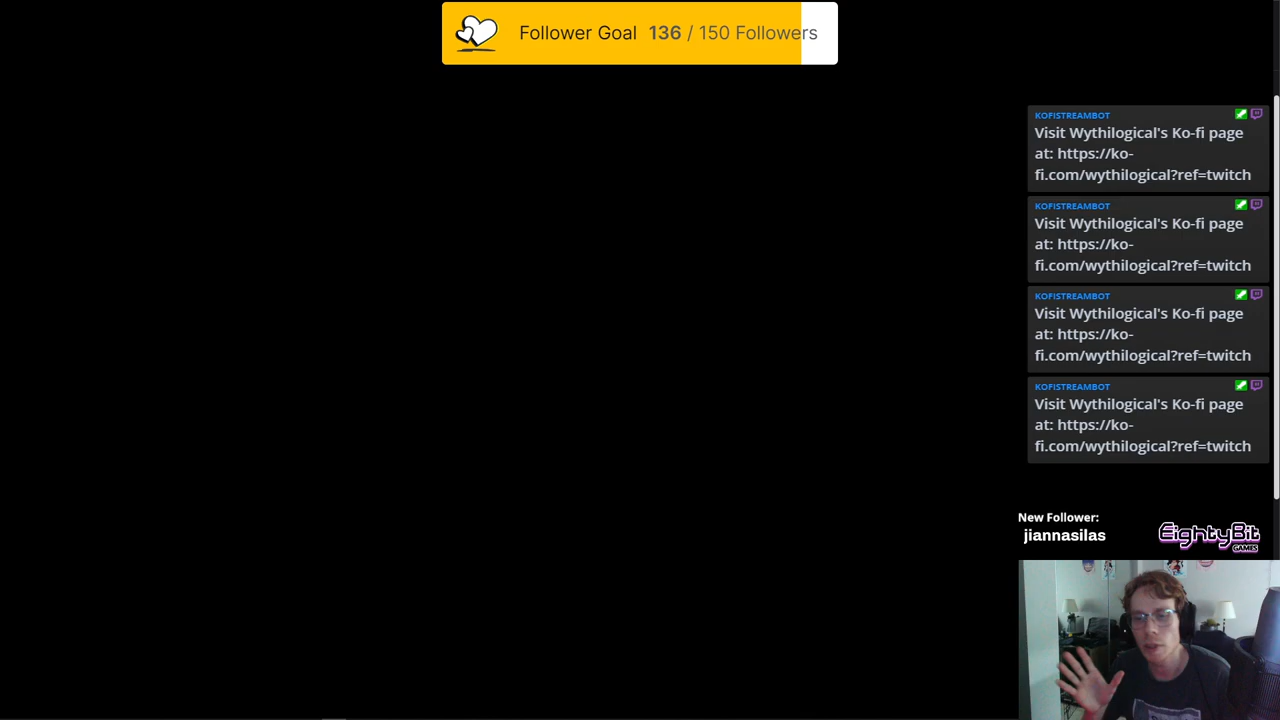 Follower Goal 136 / 150 Followers
KOFISTREAMBOT
Visit Wythilogical's Ko-fi page
at: https://ko-
fi.com/wythilogical?ref=twitch
KOFISTREAMBOT
Visit Wythilogical's Ko-fi page
at: https://ko-
fi.com/wythilogical?ref=twitch
KOFISTREAMBOT
Visit Wythilogical's Ko-fi page
at: https://ko-
fi.com/wythilogical?ref=twitch
KOFISTREAMBOT
Visit Wythilogical's Ko-fi page
at: https://ko-
fi.com/wythilogical?ref=twitch
New Follower:
jiannasilas
EightyBit
GAMES